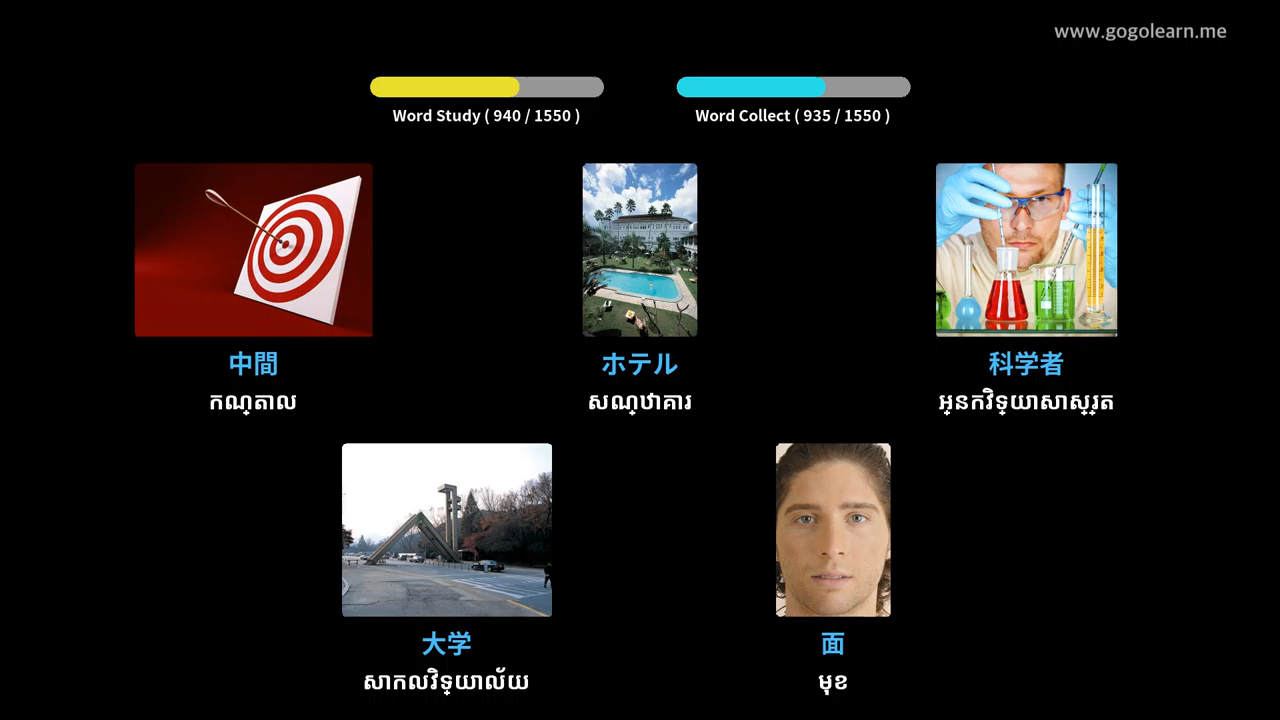 www.gogolearn.me
Word Study ( 940 / 1550 )
Word Collect ( 935 / 1550 )
中間
ホテル
科学者
កណ្តាល
សណ្ឋាគារ
អ្នកវិទ្យាសាស្រ្ត
大学
面
សាកលវិទ្យាល័យ
មុខ